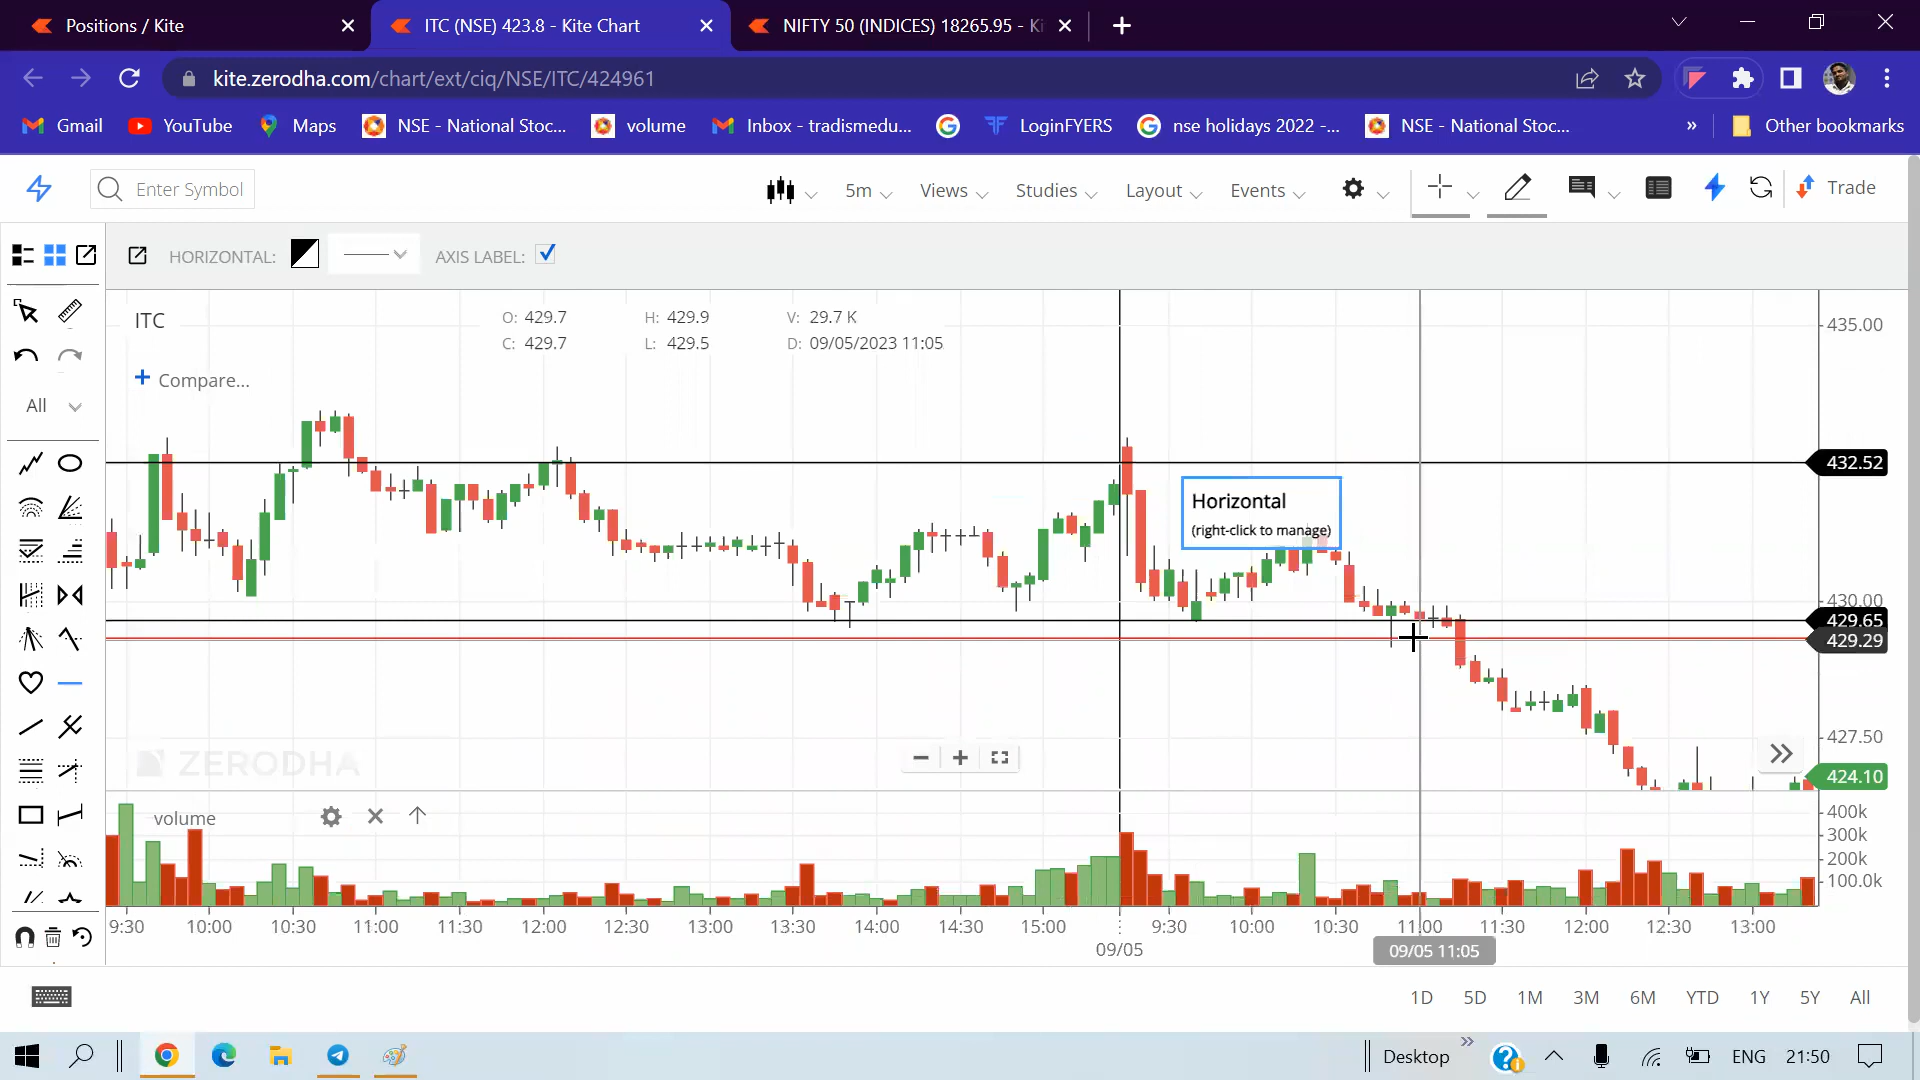 Positions / Kite
ITC (NSE) 423.8 - Kite Chart
NIFTY 50 (INDICES) 18265.95 - Ki
kite.zerodha.com/chart/ext/ciq/NSE/ITC/424961
Gmail
YouTube
Maps
NSE - National Stoc...
volume
Inbox - tradismedu...
LoginFYERS
nse holidays 2022 -...
NSE - National Stoc...
»
Other bookmarks
Enter Symbol
5m
Views
Studies
Layout
Events
Trade
HORIZONTAL:
AXIS LABEL:
ITC
O: 429.7
H: 429.9
V: 29.7 K
C: 429.7
L: 429.5
D: 09/05/2023 11:05
+ Compare...
All
435.00
432.52
Horizontal
(right-click to manage)
430.00
429.65
429.29
427.50
424.10
ZERODHA
volume
400k
300k
200k
100.0k
9:30
10:00
10:30
11:00
11:30
12:00
12:30
13:00
13:30
14:00
14:30
15:00
9:30
10:00
10:30
11:00
11:30
12:00
12:30
13:00
09/05
09/05 11:05
1D
5D
1M
3M
6M
YTD
1Y
5Y
All
Desktop
ENG
21:50